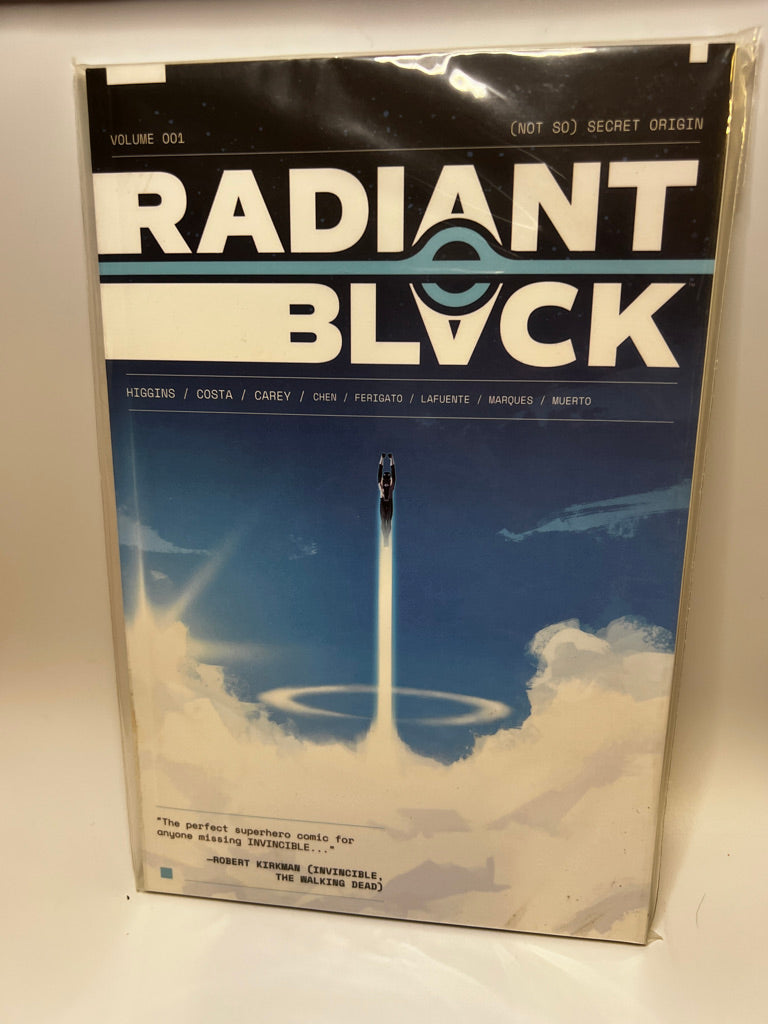 VOLUME 001
(NOT SO) SECRET ORIGIN
RADIANT
BLACK
HIGGINS / COSTA / CAREY / CHEN / FERIGATO / LAFUENTE / MARQUES / MUERTO
"The perfect superhero comic for
anyone missing INVINCIBLE..."
—ROBERT KIRKMAN (INVINCIBLE,
THE WALKING DEAD)